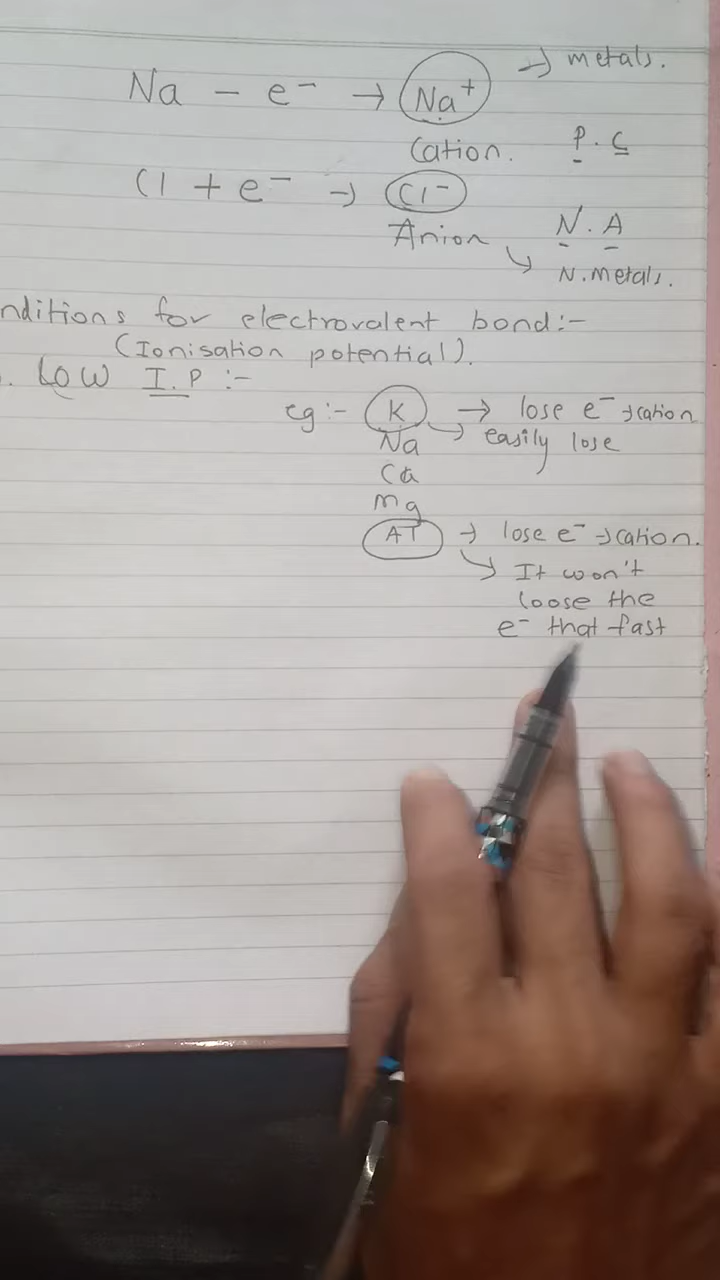 Na - e⁻ → Na⁺ → metals.
Cation. P.C
Cl + e⁻ → Cl⁻
Anion N.A
↳ N.metals.
nditions for electrovalent bond:-
(Ionisation potential).
. Low I.P :-
eg:- K → lose e⁻ → cation
Na → easily lose
Ca
Mg
Al → lose e⁻ → cation.
↳ It won't
loose the
e⁻ that fast